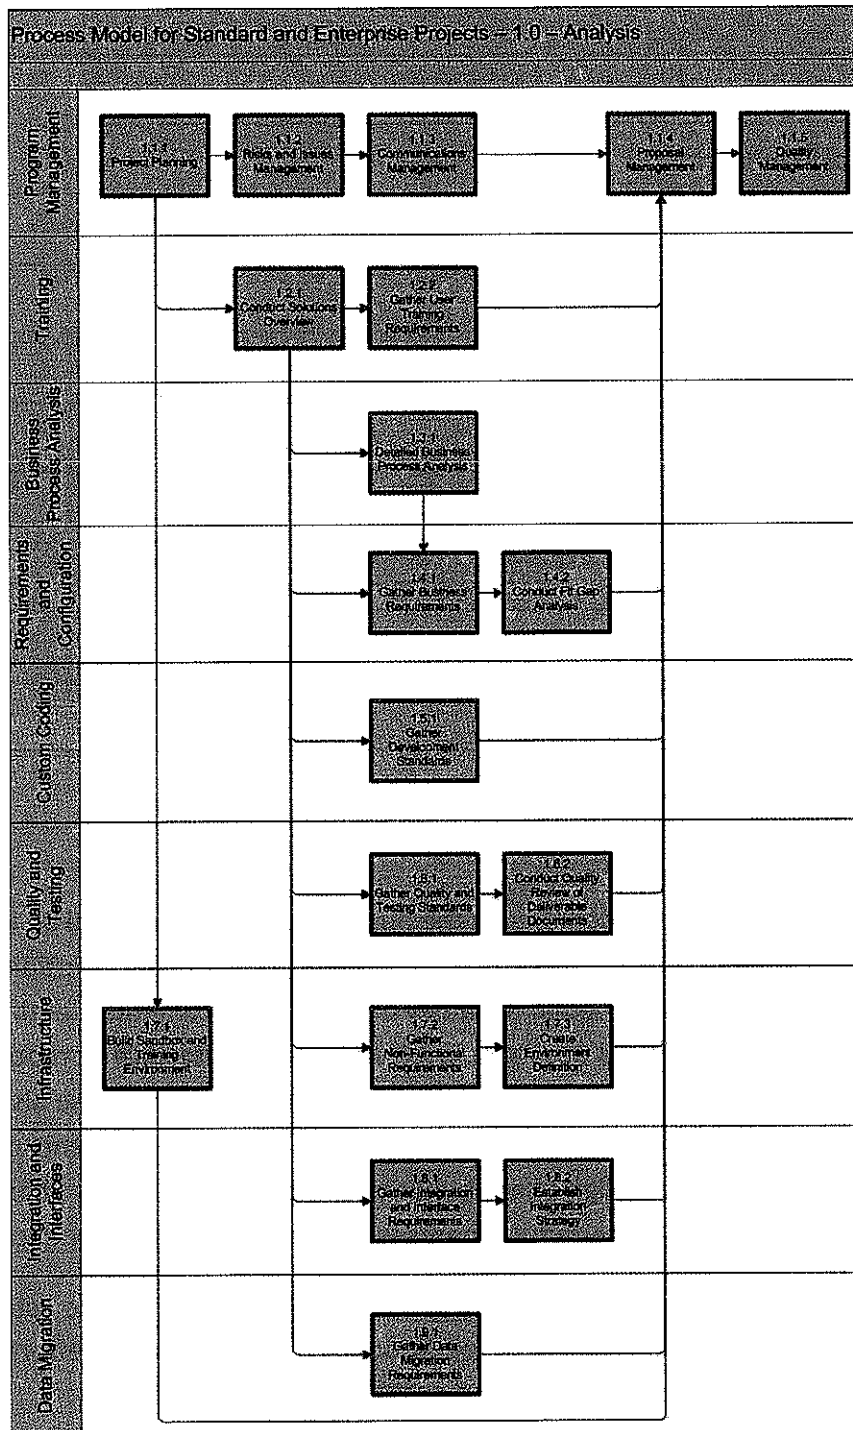 Process Model for Standard and Enterprise Projects – 1.0 – Analysis
Program
Management
1.1.1
Project Planning
1.1.2
Risks and Issues
Management
1.1.3
Communications
Management
1.1.4
Proposal
Management
1.1.5
Quality
Management
Training
1.2.1
Conduct Solutions
Overview
1.2.2
Gather User
Training
Requirements
Business
Process Analysis
1.3.1
Detailed Business
Process Analysis
Requirements
and
Configuration
1.4.1
Gather Business
Requirements
1.4.2
Conduct Fit Gap
Analysis
Custom Coding
1.5.1
Gather
Development
Standards
Quality and
Testing
1.6.1
Gather Quality and
Testing Standards
1.6.2
Conduct Quality
Review of
Deliverable
Documents
Infrastructure
1.7.1
Build Sandbox and
Training
Environment
1.7.2
Gather
Non-Functional
Requirements
1.7.3
Create
Environment
Definition
Integration and
Interfaces
1.8.1
Gather Integration
and Interface
Requirements
1.8.2
Establish
Integration
Strategy
Data Migration
1.9.1
Gather Data
Migration
Requirements